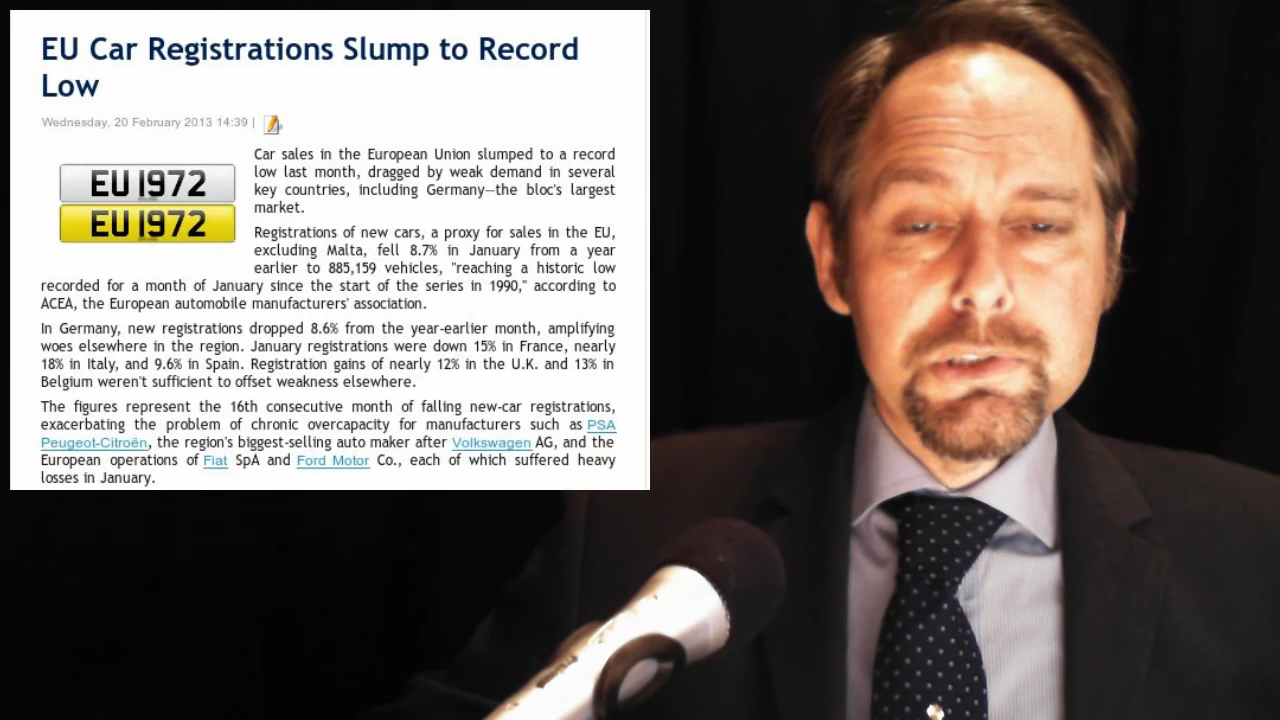 EU Car Registrations Slump to Record
Low
Wednesday, 20 February 2013 14:39 |
EU 1972
EU 1972
Car sales in the European Union slumped to a record
low last month, dragged by weak demand in several
key countries, including Germany—the bloc's largest
market.
Registrations of new cars, a proxy for sales in the EU,
excluding Malta, fell 8.7% in January from a year
earlier to 885,159 vehicles, "reaching a historic low
recorded for a month of January since the start of the series in 1990," according to
ACEA, the European automobile manufacturers' association.
In Germany, new registrations dropped 8.6% from the year-earlier month, amplifying
woes elsewhere in the region. January registrations were down 15% in France, nearly
18% in Italy, and 9.6% in Spain. Registration gains of nearly 12% in the U.K. and 13% in
Belgium weren't sufficient to offset weakness elsewhere.
The figures represent the 16th consecutive month of falling new-car registrations,
exacerbating the problem of chronic overcapacity for manufacturers such as PSA
Peugeot-Citroën, the region's biggest-selling auto maker after Volkswagen AG, and the
European operations of Fiat SpA and Ford Motor Co., each of which suffered heavy
losses in January.